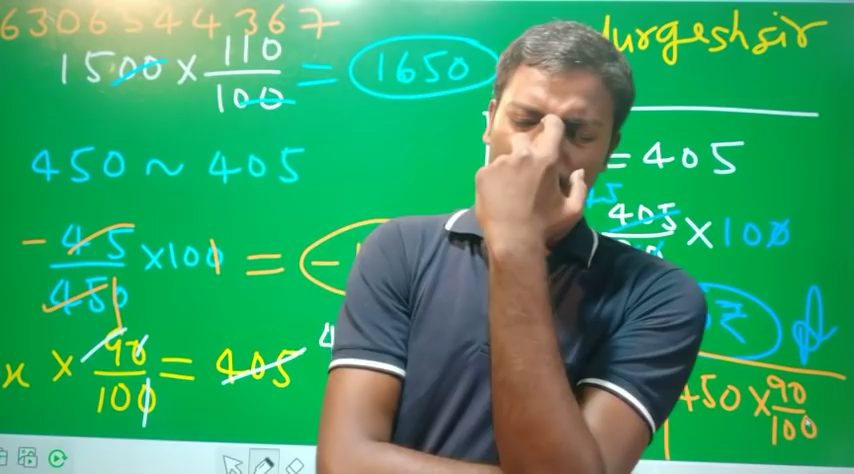 6306544367
durgeshsir
1500 × 110/100 = 1650
450 ~ 405
= 405
- 45/450 × 100 = -
405 × 100
x × 90/100 = 405
450 × 90/100